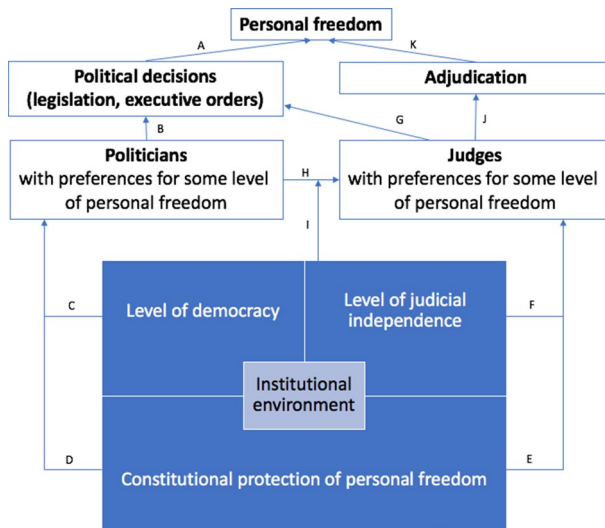 Personal freedom
A
K
Political decisions
(legislation, executive orders)
Adjudication
G
B
J
Politicians
with preferences for some level
of personal freedom
H
Judges
with preferences for some level
of personal freedom
I
C
Level of democracy
Level of judicial
independence
F
Institutional
environment
D
Constitutional protection of personal freedom
E